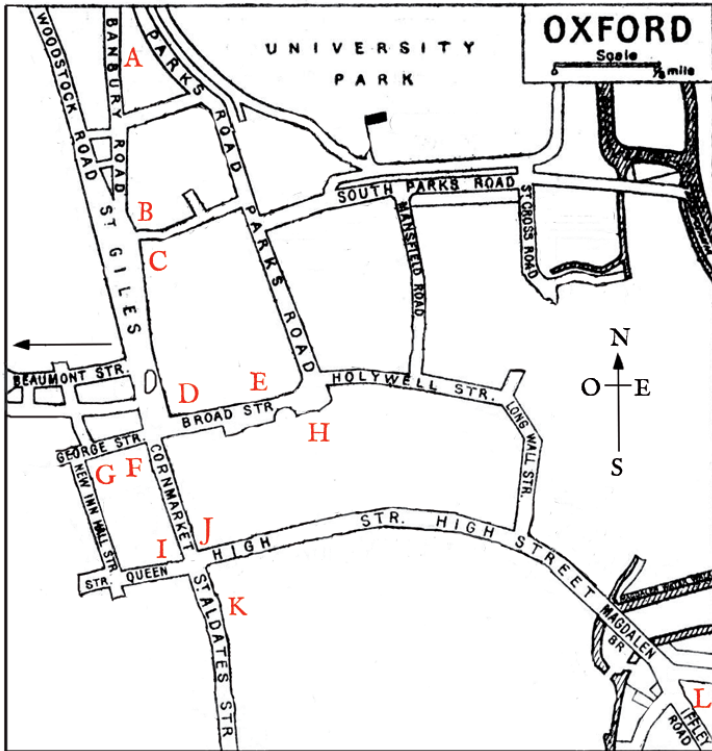 OXFORD
Scale
0 ½ mile
UNIVERSITY
PARK
WOODSTOCK ROAD
BANBURY ROAD
A
PARKS ROAD
B
SOUTH PARKS ROAD
ST CROSS ROAD
MANSFIELD ROAD
C
ST GILES
PARKS ROAD
N
O E
S
BEAUMONT STR.
D
E
HOLYWELL STR.
BROAD STR.
H
LONG WALL STR.
GEORGE STR.
G
F
CORNMARKET
NEW INN HALL STR.
I
J
HIGH STR. HIGH STREET
QUEEN STR.
ST ALDATES STR
K
MAGDALEN BR
L
IFFLEY ROAD